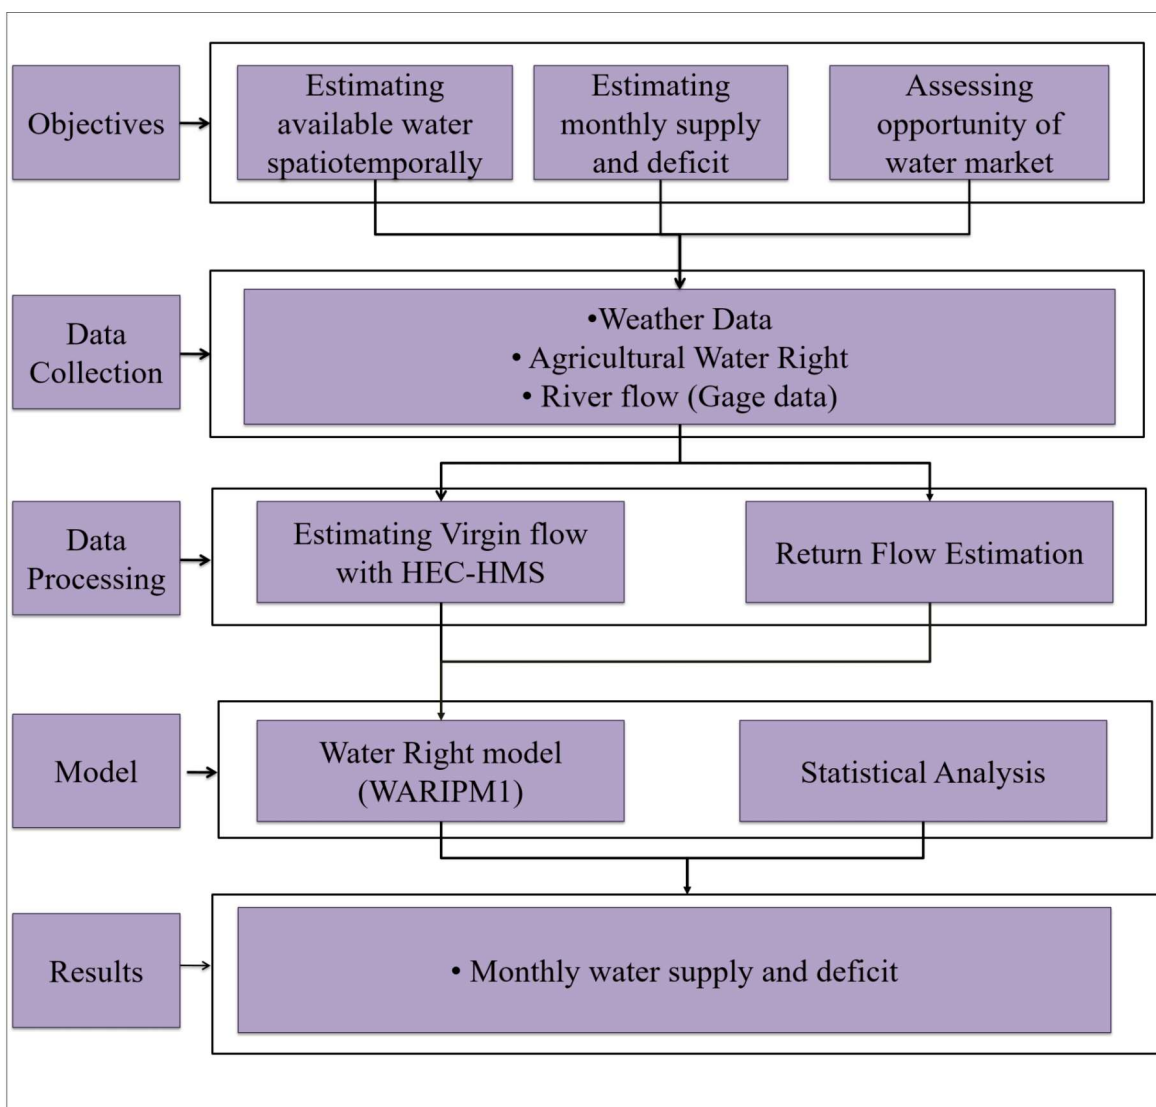 Objectives
Estimating
available water
spatiotemporally
Estimating
monthly supply
and deficit
Assessing
opportunity of
water market
Data
Collection
•Weather Data
• Agricultural Water Right
• River flow (Gage data)
Data
Processing
Estimating Virgin flow
with HEC-HMS
Return Flow Estimation
Model
Water Right model
(WARIPM1)
Statistical Analysis
Results
• Monthly water supply and deficit